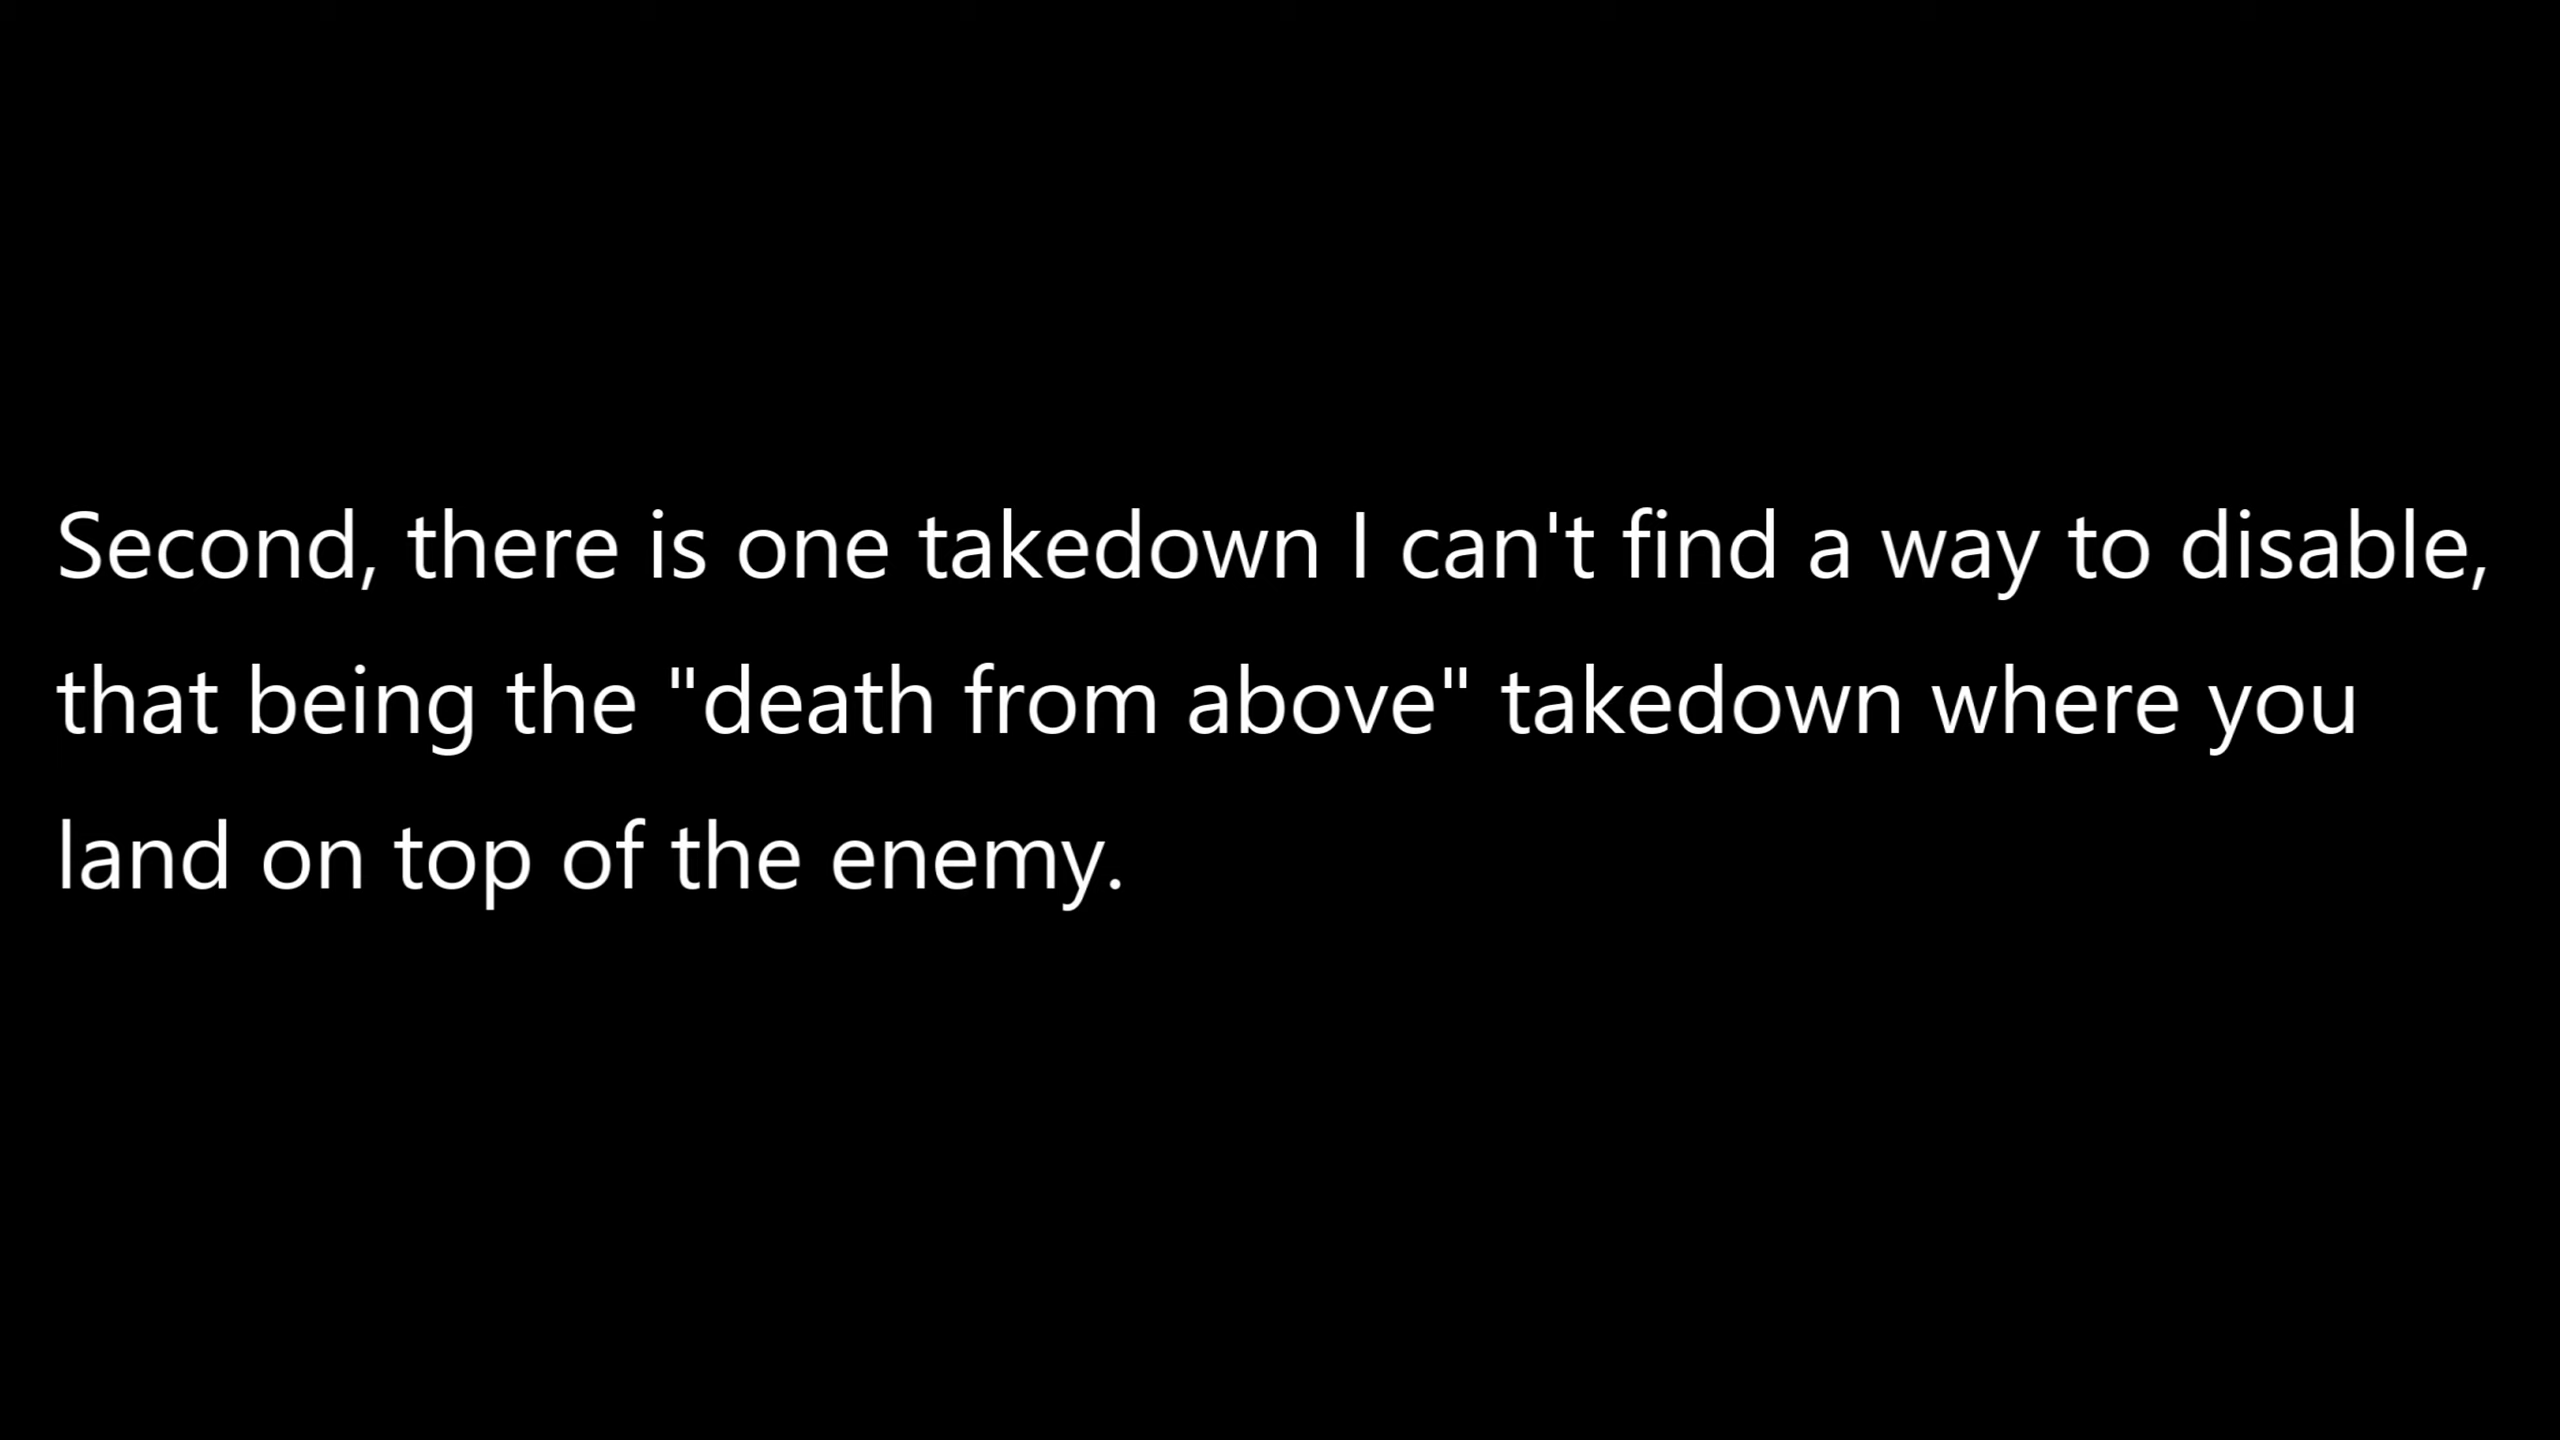 Second, there is one takedown I can't find a way to disable,
that being the "death from above" takedown where you
land on top of the enemy.